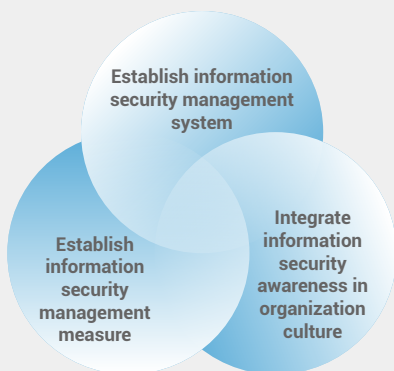 Establish information
security management
system
Establish
information
security
management
measure
Integrate
information
security
awareness in
organization
culture